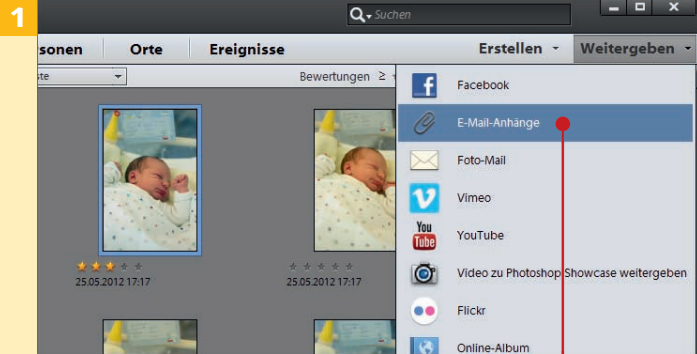 1
Suchen
sonen Orte Ereignisse Erstellen Weitergeben
ste Bewertungen ≥
Facebook
E-Mail-Anhänge
Foto-Mail
Vimeo
You Tube YouTube
Video zu Photoshop Showcase weitergeben
Flickr
Online-Album
25.05.2012 17:17 25.05.2012 17:17